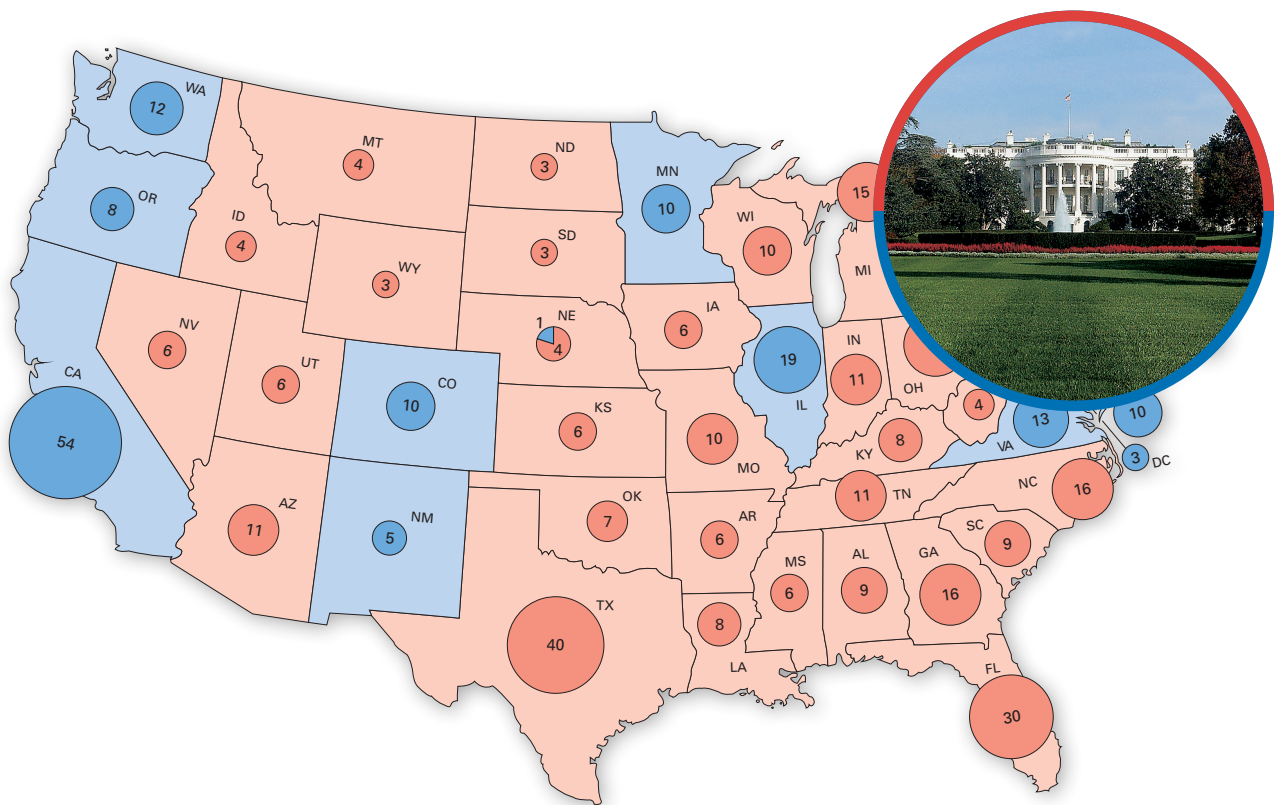 WA
12
OR
8
CA
54
NV
6
ID
4
MT
4
WY
3
UT
6
AZ
11
CO
10
NM
5
ND
3
SD
3
NE
1
4
KS
6
OK
7
TX
40
MN
10
IA
6
MO
10
AR
6
LA
8
WI
10
IL
19
MI
15
IN
11
OH
KY
8
TN
11
MS
6
AL
9
GA
16
FL
30
SC
9
NC
16
VA
13
4
10
3
DC